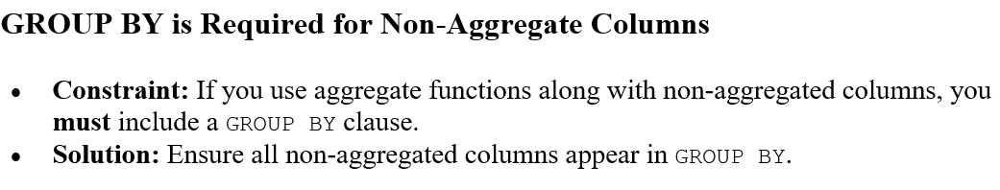 GROUP BY is Required for Non-Aggregate Columns
• Constraint: If you use aggregate functions along with non-aggregated columns, you
must include a GROUP BY clause.
• Solution: Ensure all non-aggregated columns appear in GROUP BY.